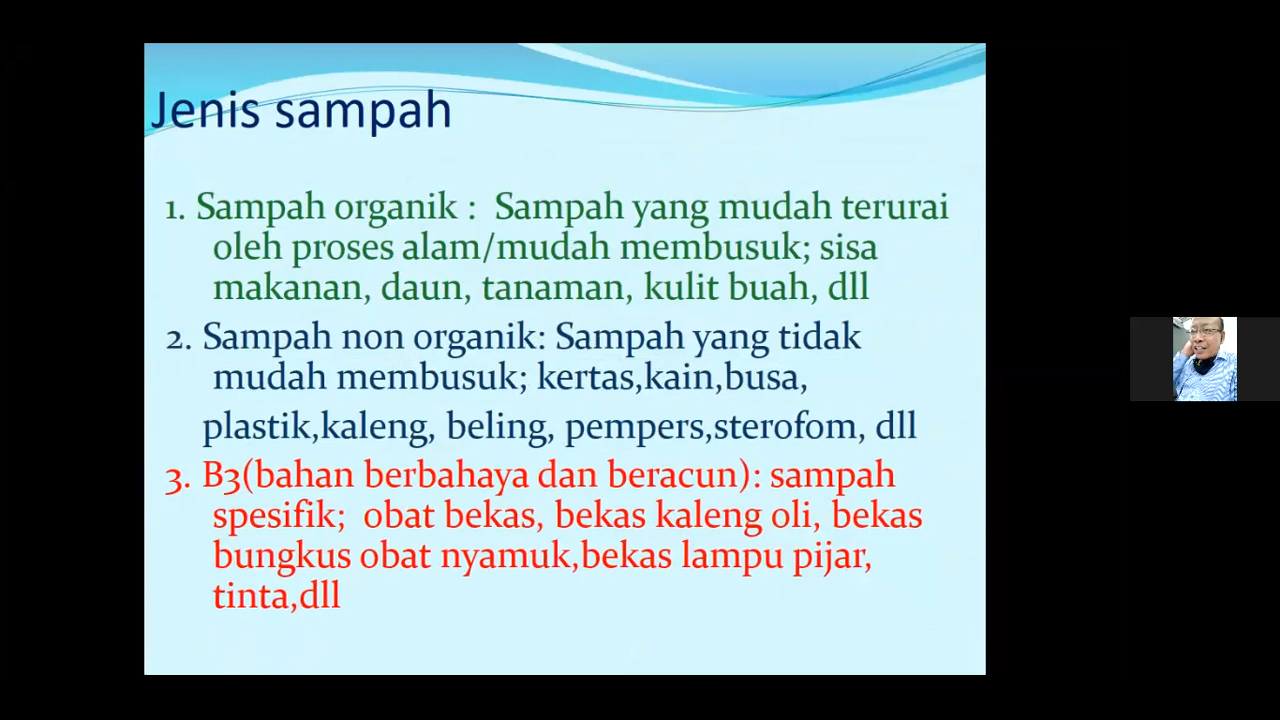 Jenis sampah
1. Sampah organik : Sampah yang mudah terurai
oleh proses alam/mudah membusuk; sisa
makanan, daun, tanaman, kulit buah, dll
2. Sampah non organik: Sampah yang tidak
mudah membusuk; kertas,kain,busa,
plastik,kaleng, beling, pempers,sterofom, dll
3. B3(bahan berbahaya dan beracun): sampah
spesifik; obat bekas, bekas kaleng oli, bekas
bungkus obat nyamuk,bekas lampu pijar,
tinta,dll